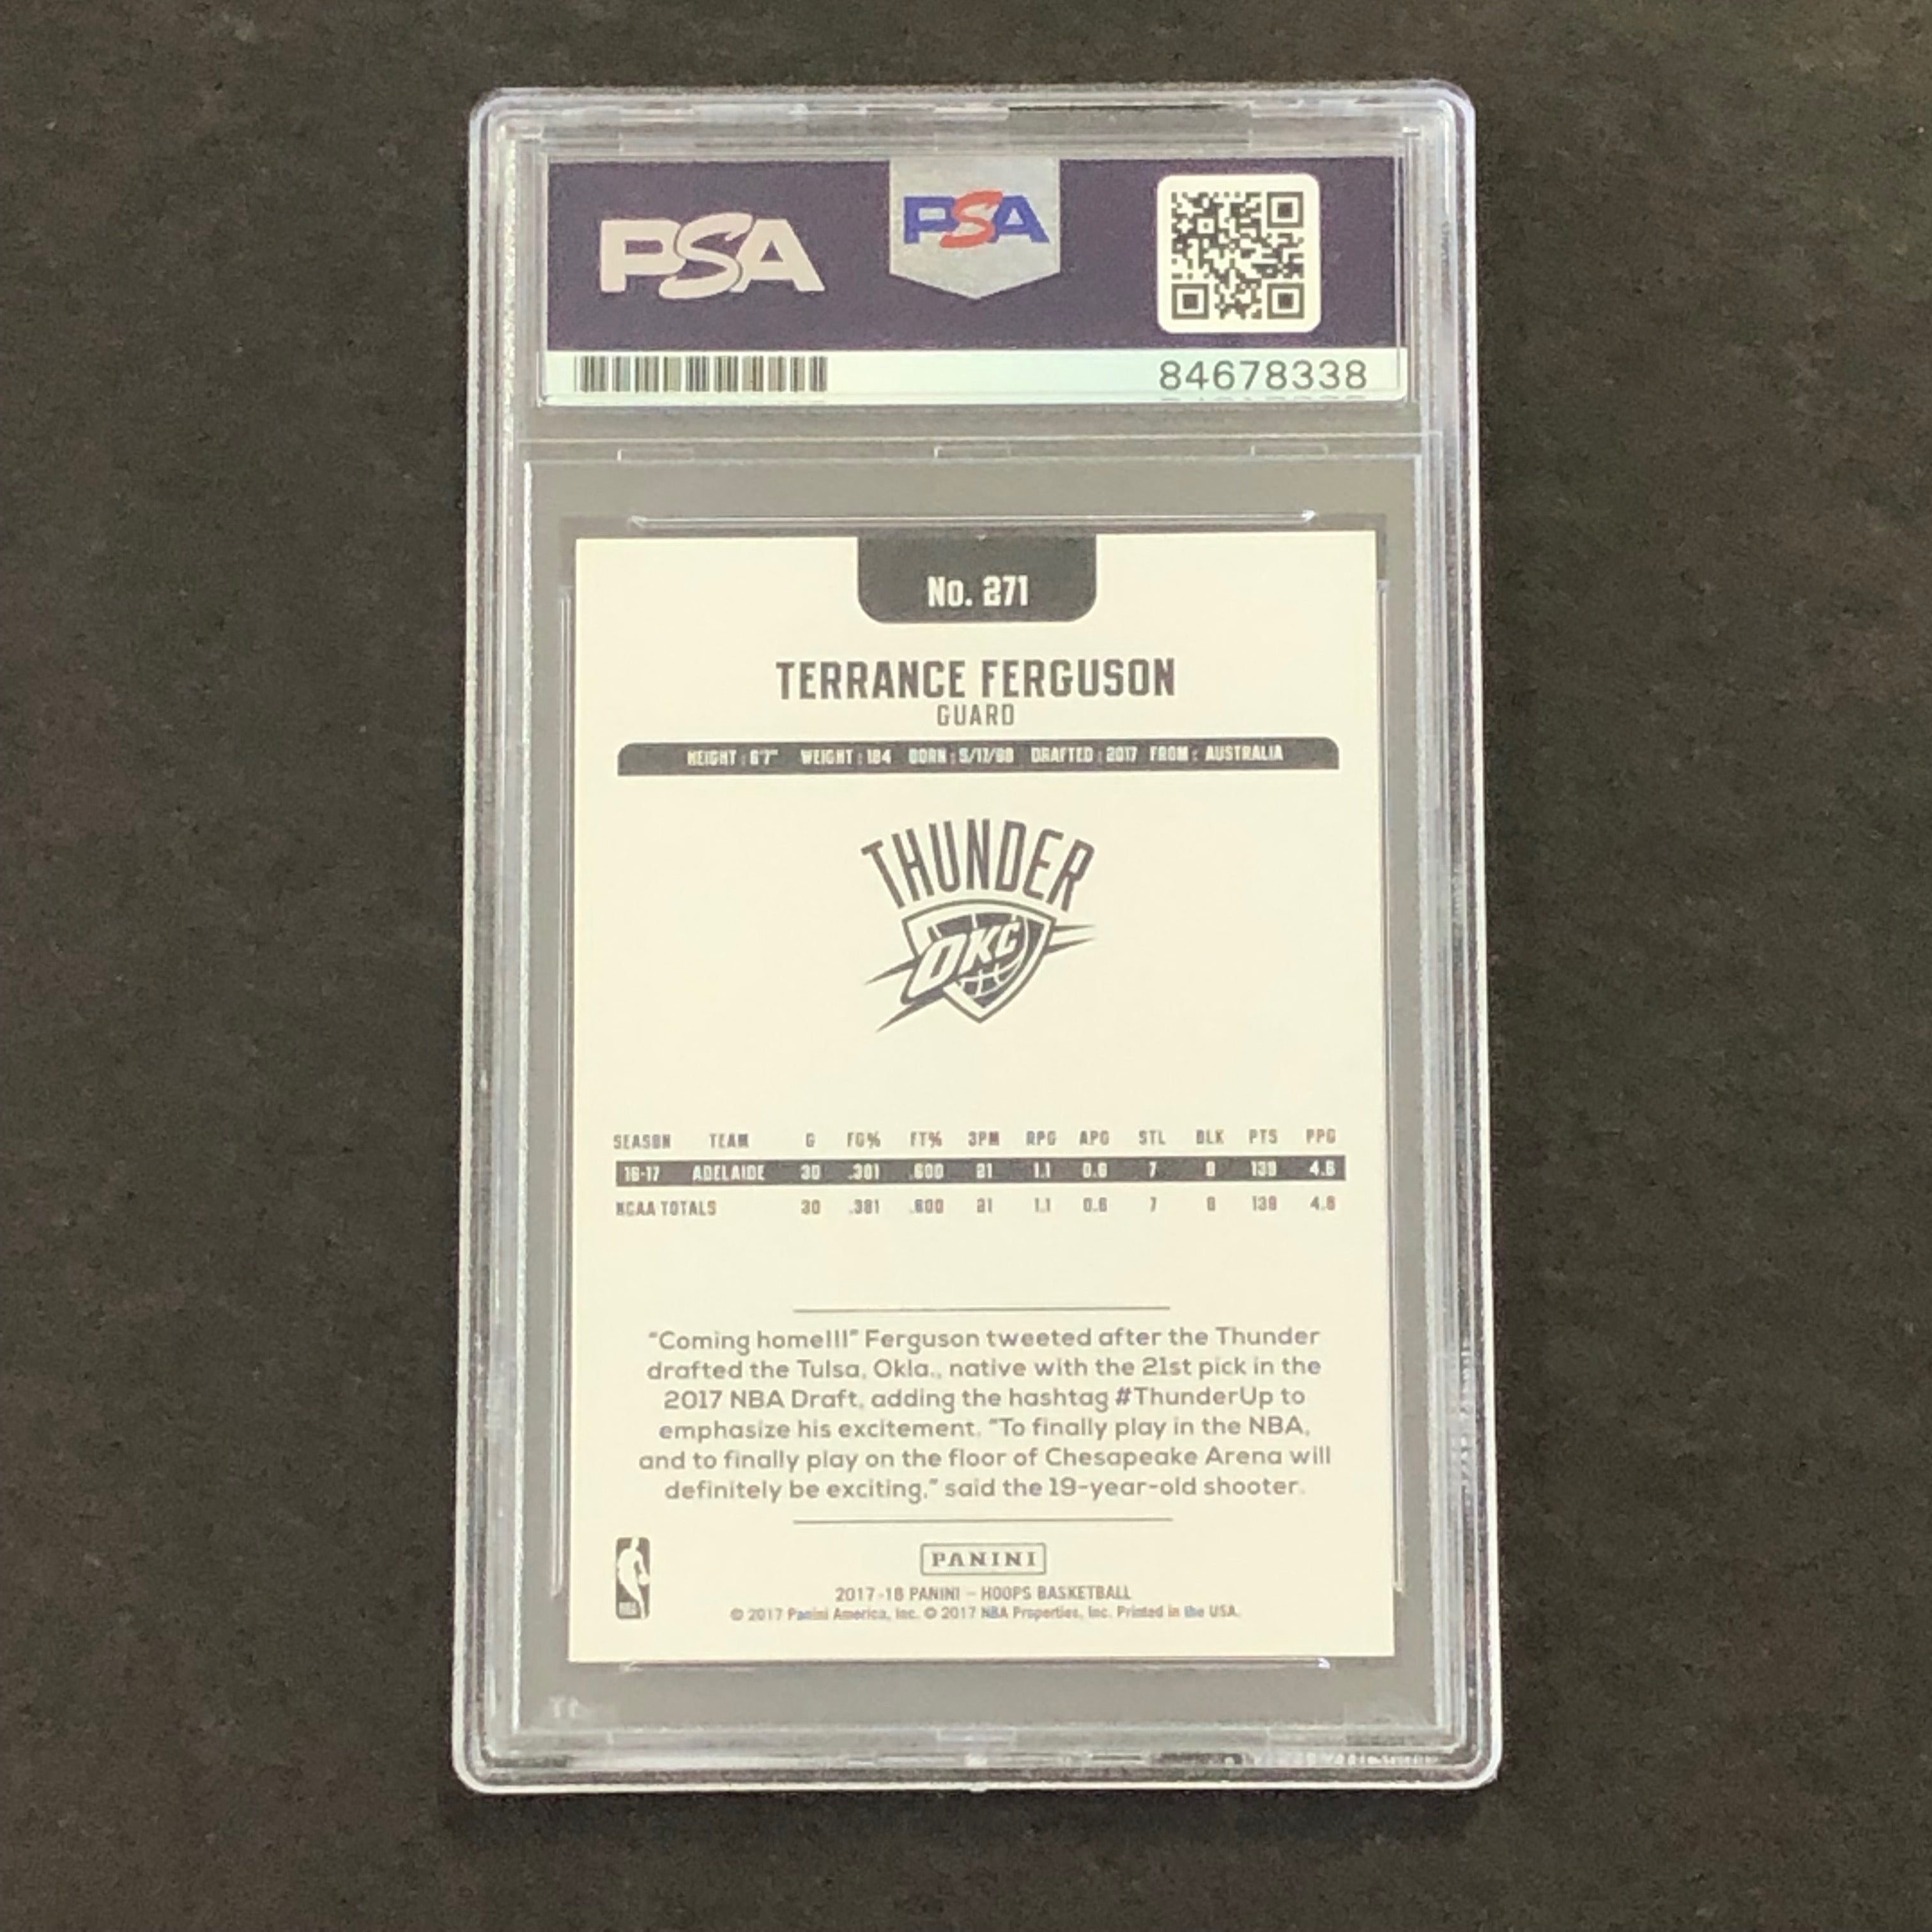 PSA PSA
84678338
No. 271
TERRANCE FERGUSON
GUARD
HEIGHT : 6'7" WEIGHT : 184 BORN : 5/17/98 DRAFTED : 2017 FROM : AUSTRALIA
THUNDER
OKC
SEASON TEAM G FG% FT% 3PM RPG APG STL BLK PTS PPG
16-17 ADELAIDE 30 .381 .600 21 1.1 0.6 7 139 4.6
NCAA TOTALS 30 .381 .600 21 1.1 0.6 7 139 4.6
"Coming home!!!" Ferguson tweeted after the Thunder
drafted the Tulsa, Okla., native with the 21st pick in the
2017 NBA Draft, adding the hashtag #ThunderUp to
emphasize his excitement. "To finally play in the NBA,
and to finally play on the floor of Chesapeake Arena will
definitely be exciting," said the 19-year-old shooter.
PANINI
2017-18 PANINI – HOOPS BASKETBALL
© 2017 Panini America, Inc. © 2017 NBA Properties, Inc. Printed in the USA.
NBA